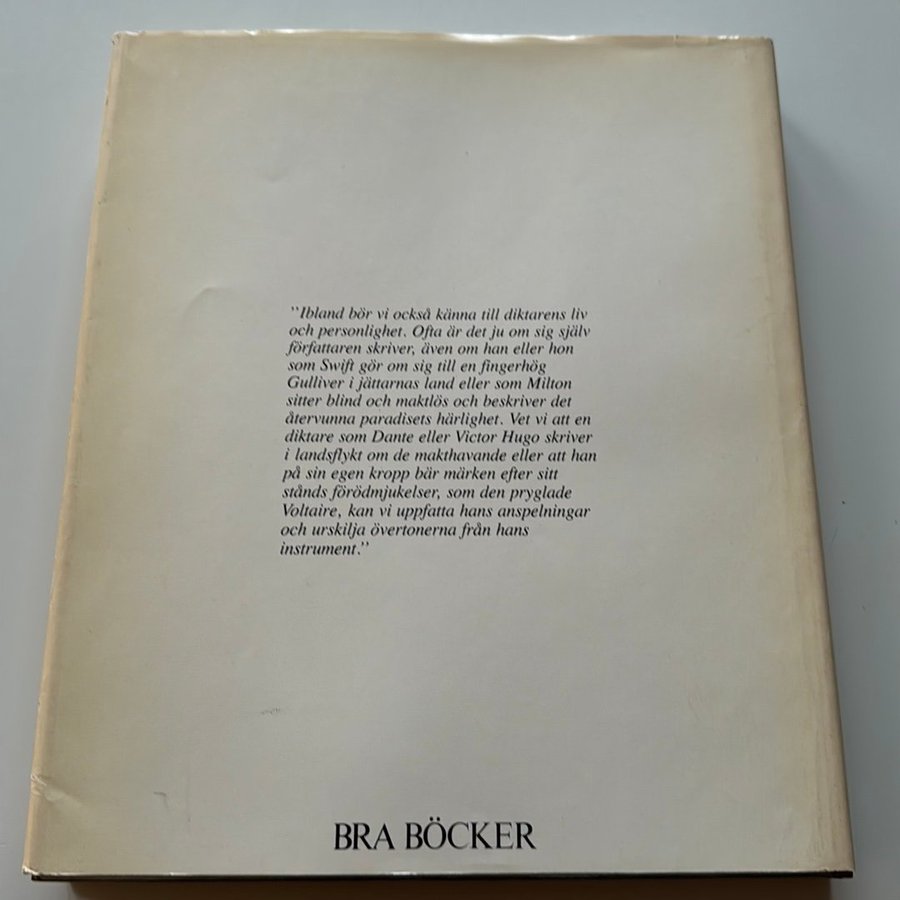 "Ibland bör vi också känna till diktarens liv
och personlighet. Ofta är det ju om sig själv
författaren skriver, även om han eller hon
som Swift gör om sig till en fingerhög
Gulliver i jättarnas land eller som Milton
sitter blind och maktlös och beskriver det
återvunna paradisets härlighet. Vet vi att en
diktare som Dante eller Victor Hugo skriver
i landsflykt om de makthavande eller att han
på sin egen kropp bär märken efter sitt
stånds förödmjukelser, som den pryglade
Voltaire, kan vi uppfatta hans anspelningar
och urskilja övertonerna från hans
instrument."
BRA BÖCKER